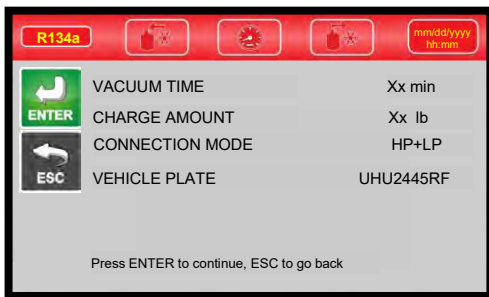 R134a
mm/dd/yyyy
hh:mm
ENTER
ESC
VACUUM TIME Xx min
CHARGE AMOUNT Xx lb
CONNECTION MODE HP+LP
VEHICLE PLATE UHU2445RF
Press ENTER to continue, ESC to go back